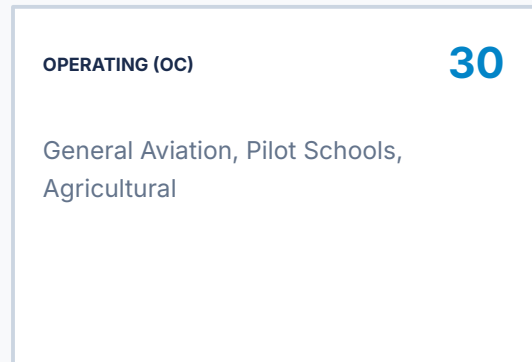 OPERATING (OC) 30
General Aviation, Pilot Schools,
Agricultural